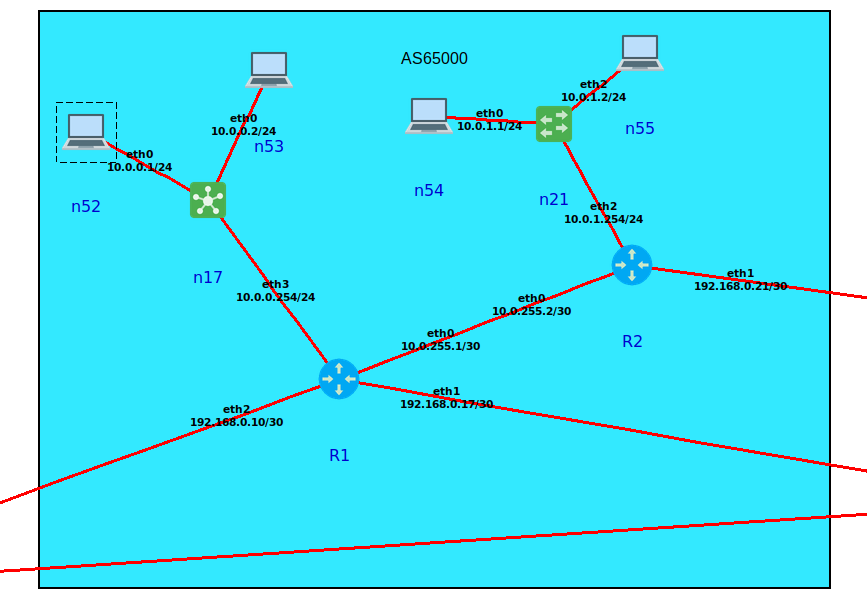 AS65000
eth2
10.0.1.2/24
eth0
10.0.1.1/24
eth0
10.0.0.2/24
n55
n53
eth0
10.0.0.1/24
n54
n21
n52
eth2
10.0.1.254/24
n17
eth1
192.168.0.21/30
eth3
10.0.0.254/24
eth0
10.0.255.2/30
eth0
10.0.255.1/30
R2
eth1
192.168.0.17/30
eth2
192.168.0.10/30
R1